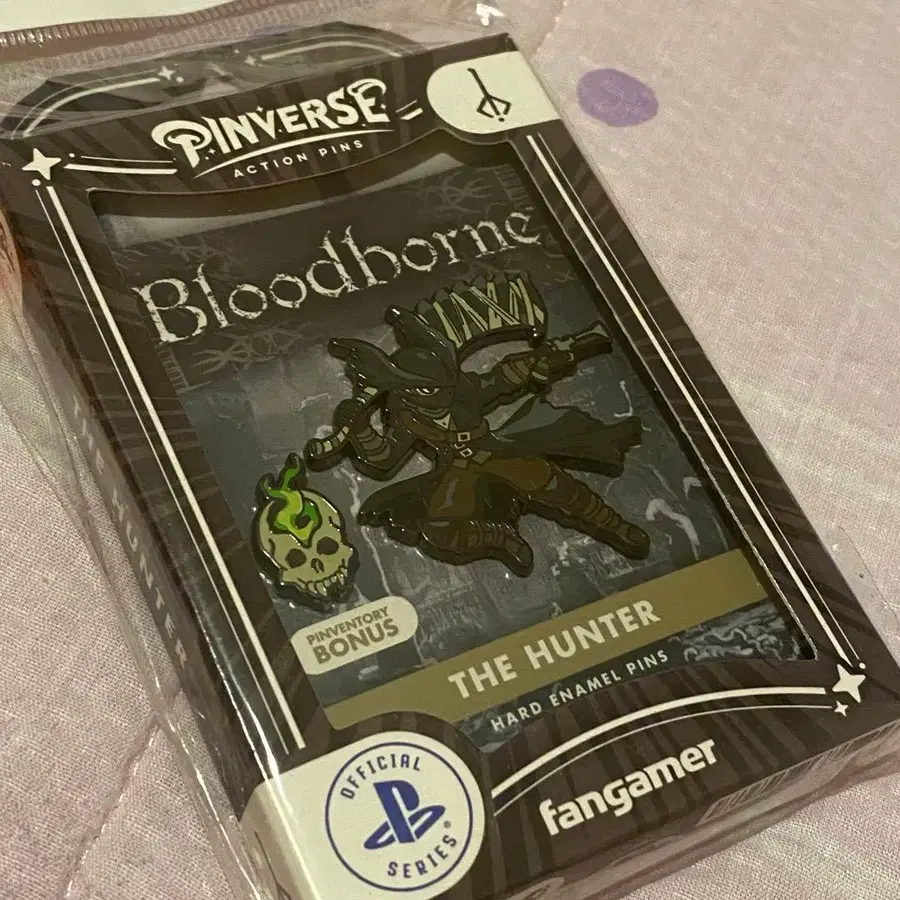 PINVERSE
ACTION PINS
Bloodborne
THE HUNTER
PINVENTORY
BONUS
THE HUNTER
HARD ENAMEL PINS
OFFICIAL
SERIES®
fangamer